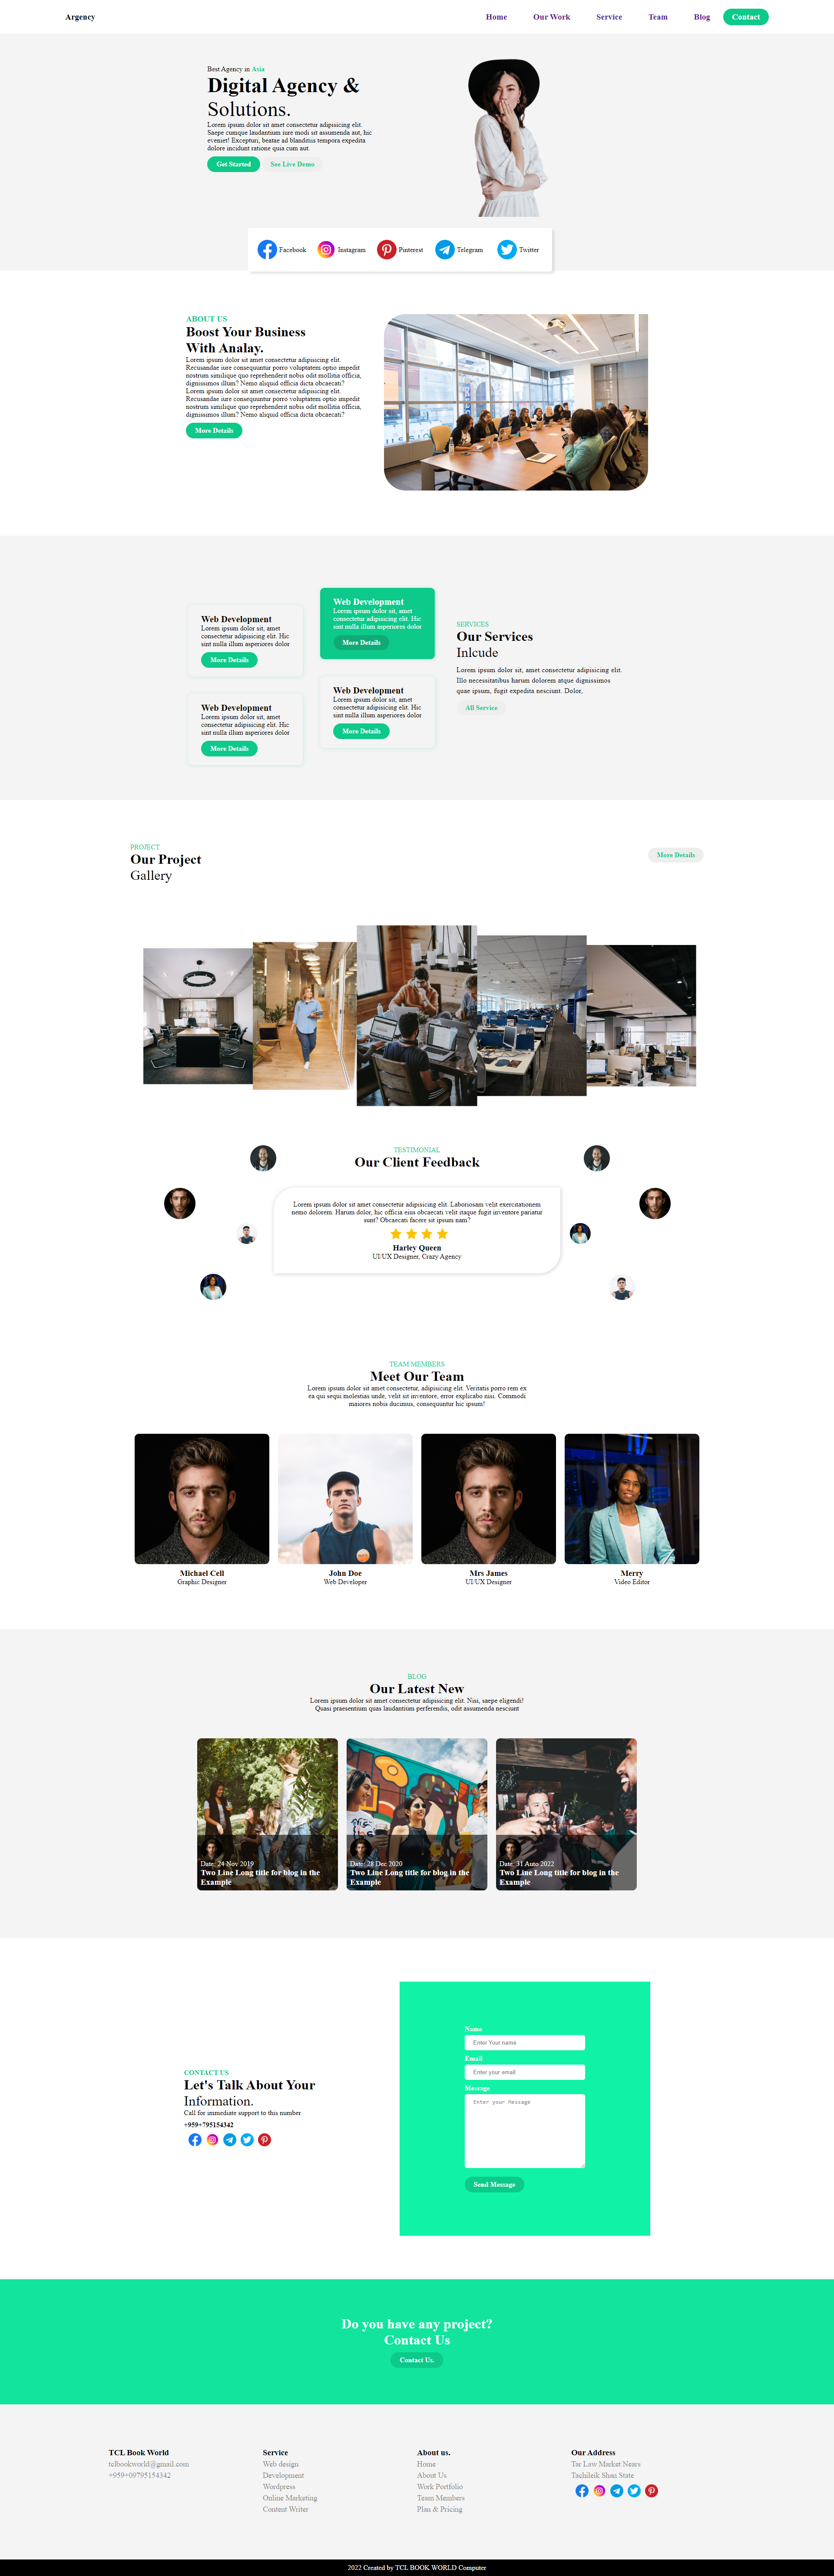 Argency
Home Our Work Service Team Blog Contact
Best Agency in Asia
Digital Agency &
Solutions.
Lorem ipsum dolor sit amet consectetur adipisicing elit.
Saepe cumque laudantium iure modi sit assumenda aut, hic
eveniet! Excepturi, beatae ad blanditiis tempora expedita
dolore incidunt ratione quia cum aut.
Get Started See Live Demo
Facebook Instagram Pinterest Telegram Twitter
ABOUT US
Boost Your Business
With Analay.
Lorem ipsum dolor sit amet consectetur adipisicing elit.
Recusandae iure consequuntur porro voluptatem optio impedit
nostrum similique quo reprehenderit nobis odit mollitia officia,
dignissimos illum? Nemo aliquid officia dicta obcaecati?
Lorem ipsum dolor sit amet consectetur adipisicing elit.
Recusandae iure consequuntur porro voluptatem optio impedit
nostrum similique quo reprehenderit nobis odit mollitia officia,
dignissimos illum? Nemo aliquid officia dicta obcaecati?
More Details
Web Development
Lorem ipsum dolor sit, amet
consectetur adipisicing elit. Hic
sint nulla illum asperiores dolor
More Details
Web Development
Lorem ipsum dolor sit, amet
consectetur adipisicing elit. Hic
sint nulla illum asperiores dolor
More Details
Web Development
Lorem ipsum dolor sit, amet
consectetur adipisicing elit. Hic
sint nulla illum asperiores dolor
More Details
Web Development
Lorem ipsum dolor sit, amet
consectetur adipisicing elit. Hic
sint nulla illum asperiores dolor
More Details
SERVICES
Our Services
Inlcude
Lorem ipsum dolor sit, amet consectetur adipisicing elit.
Illo necessitatibus harum dolorem atque dignissimos
quae ipsum, fugit expedita nesciunt. Dolor,
All Service
PROJECT
Our Project
Gallery
More Details
TESTIMONIAL
Our Client Feedback
Lorem ipsum dolor sit amet consectetur adipisicing elit. Laboriosam velit exercitationem
nemo dolorem. Harum dolor, hic officia eius obcaecati velit itaque fugit inventore pariatur
sunt? Obcaecati facere sit ipsum nam?
Harley Queen
UI/UX Designer, Crazy Agency
TEAM MEMBERS
Meet Our Team
Lorem ipsum dolor sit amet consectetur, adipisicing elit. Veritatis porro rem ex
ea qui sequi molestias unde, velit sit inventore, error explicabo nisi. Commodi
maiores nobis ducimus, consequuntur hic ipsum!
Michael Cell
Graphic Designer
John Doe
Web Developer
Mrs James
UI/UX Designer
Merry
Video Editor
BLOG
Our Latest New
Lorem ipsum dolor sit amet consectetur adipisicing elit. Nisi, saepe eligendi!
Quasi praesentium quas laudantium perferendis, odit assumenda nesciunt
Date: 24 Nov 2019
Two Line Long title for blog in the
Example
Date: 28 Dec 2020
Two Line Long title for blog in the
Example
Date: 31 Auto 2022
Two Line Long title for blog in the
Example
CONTACT US
Let's Talk About Your
Information.
Call for immediate support to this number
+959+795154342
Name
Enter Your name
Email
Enter your email
Message
Enter your Message
Send Message
Do you have any project?
Contact Us
Contact Us.
TCL Book World
tclbookworld@gmail.com
+959+09795154342
Service
Web design
Development
Wordpress
Online Marketing
Content Writer
About us.
Home
About Us
Work Portfolio
Team Members
Plan & Pricing
Our Address
Tar Law Market Nears
Tachileik Shan State
2022 Created by TCL BOOK WORLD Computer